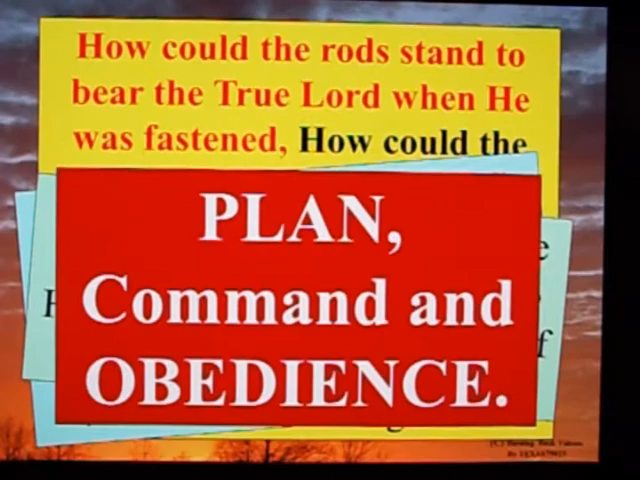 How could the rods stand to
bear the True Lord when He
was fastened, How could the
PLAN,
Command and
OBEDIENCE.